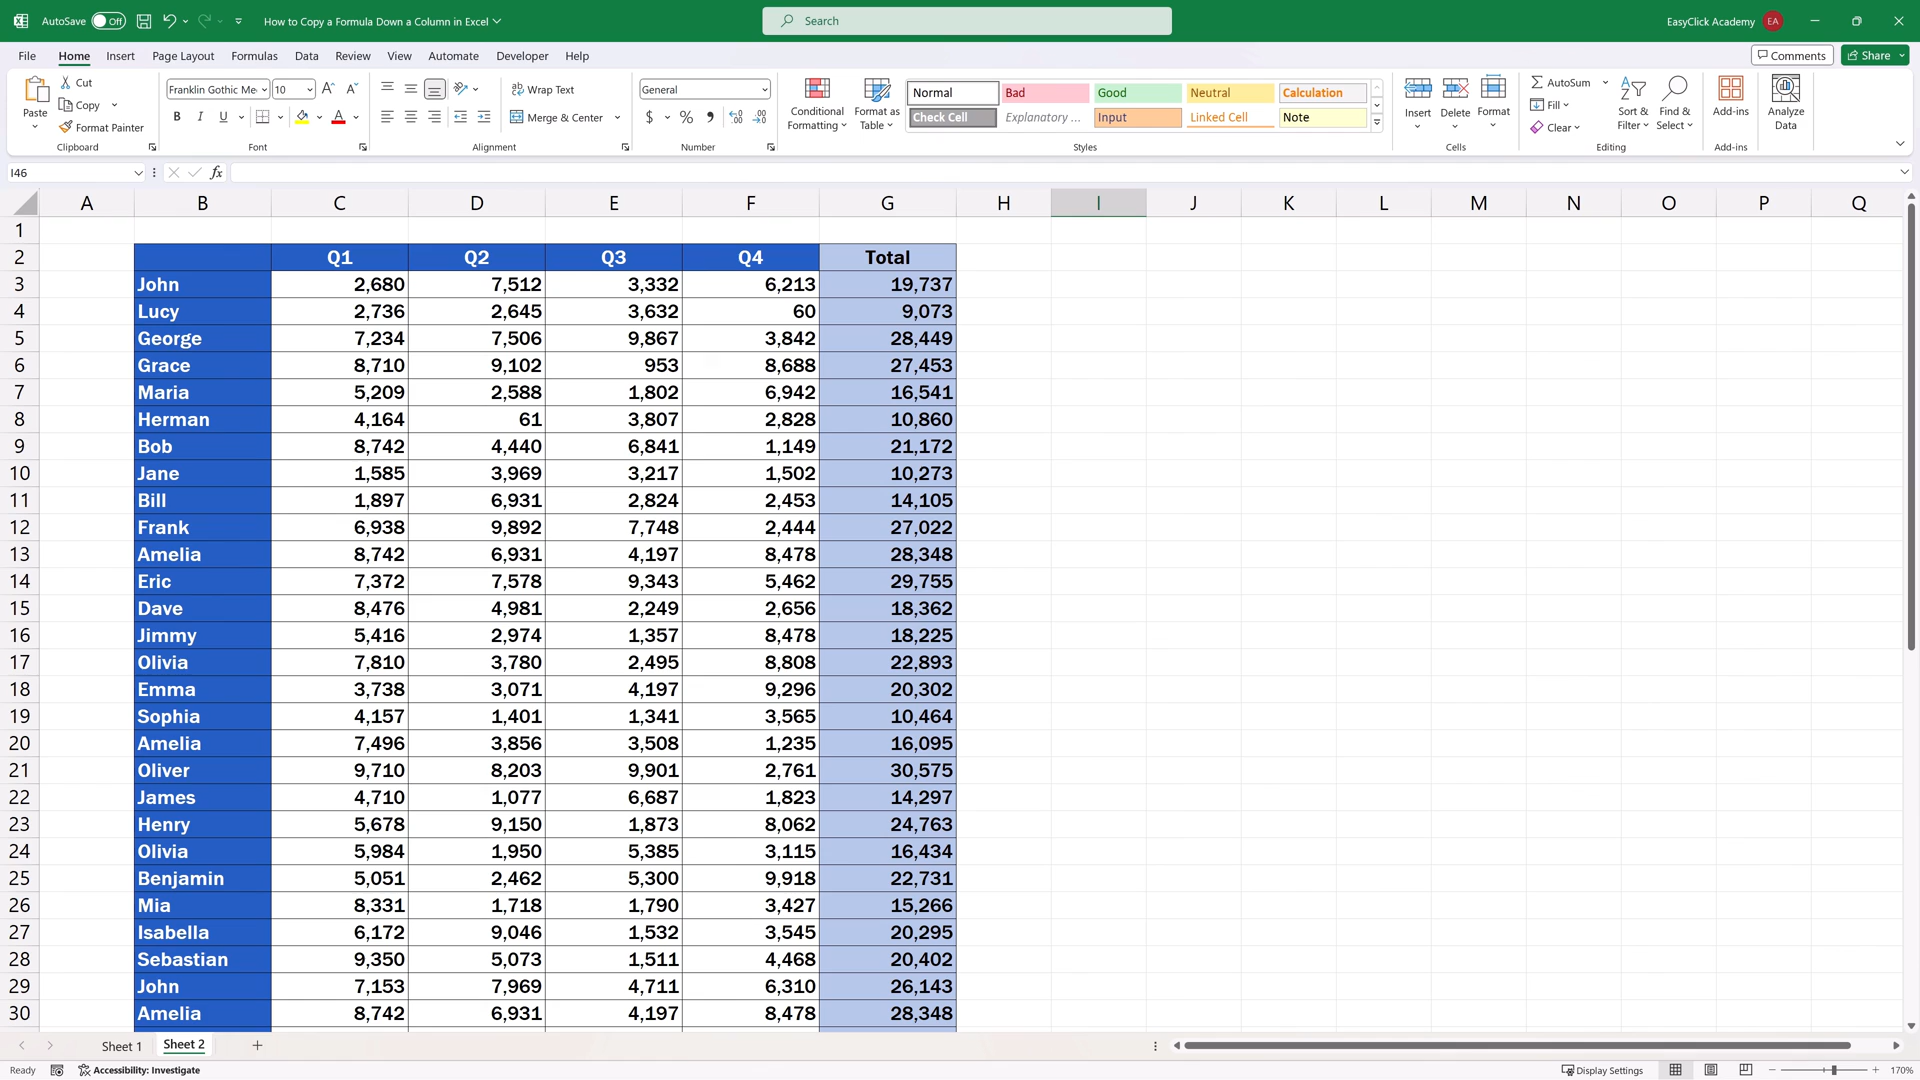 AutoSave Off How to Copy a Formula Down a Column in Excel Search EasyClick Academy EA
File Home Insert Page Layout Formulas Data Review View Automate Developer Help Comments Share
Paste Cut Copy Format Painter Clipboard
Franklin Gothic Me 10 B I U Font
Wrap Text Merge & Center Alignment
General $ % Number
Conditional Formatting Format as Table
Normal Bad Good Neutral Calculation
Check Cell Explanatory ... Input Linked Cell Note
Styles
Insert Delete Format Cells
AutoSum Fill Clear Sort & Filter Find & Select Editing
Add-ins Add-ins
Analyze Data
I46 fx
A B C D E F G H I J K L M N O P Q
1
2 Q1 Q2 Q3 Q4 Total
3 John 2,680 7,512 3,332 6,213 19,737
4 Lucy 2,736 2,645 3,632 60 9,073
5 George 7,234 7,506 9,867 3,842 28,449
6 Grace 8,710 9,102 953 8,688 27,453
7 Maria 5,209 2,588 1,802 6,942 16,541
8 Herman 4,164 61 3,807 2,828 10,860
9 Bob 8,742 4,440 6,841 1,149 21,172
10 Jane 1,585 3,969 3,217 1,502 10,273
11 Bill 1,897 6,931 2,824 2,453 14,105
12 Frank 6,938 9,892 7,748 2,444 27,022
13 Amelia 8,742 6,931 4,197 8,478 28,348
14 Eric 7,372 7,578 9,343 5,462 29,755
15 Dave 8,476 4,981 2,249 2,656 18,362
16 Jimmy 5,416 2,974 1,357 8,478 18,225
17 Olivia 7,810 3,780 2,495 8,808 22,893
18 Emma 3,738 3,071 4,197 9,296 20,302
19 Sophia 4,157 1,401 1,341 3,565 10,464
20 Amelia 7,496 3,856 3,508 1,235 16,095
21 Oliver 9,710 8,203 9,901 2,761 30,575
22 James 4,710 1,077 6,687 1,823 14,297
23 Henry 5,678 9,150 1,873 8,062 24,763
24 Olivia 5,984 1,950 5,385 3,115 16,434
25 Benjamin 5,051 2,462 5,300 9,918 22,731
26 Mia 8,331 1,718 1,790 3,427 15,266
27 Isabella 6,172 9,046 1,532 3,545 20,295
28 Sebastian 9,350 5,073 1,511 4,468 20,402
29 John 7,153 7,969 4,711 6,310 26,143
30 Amelia 8,742 6,931 4,197 8,478 28,348
Sheet 1 Sheet 2
Ready Accessibility: Investigate Display Settings 170%